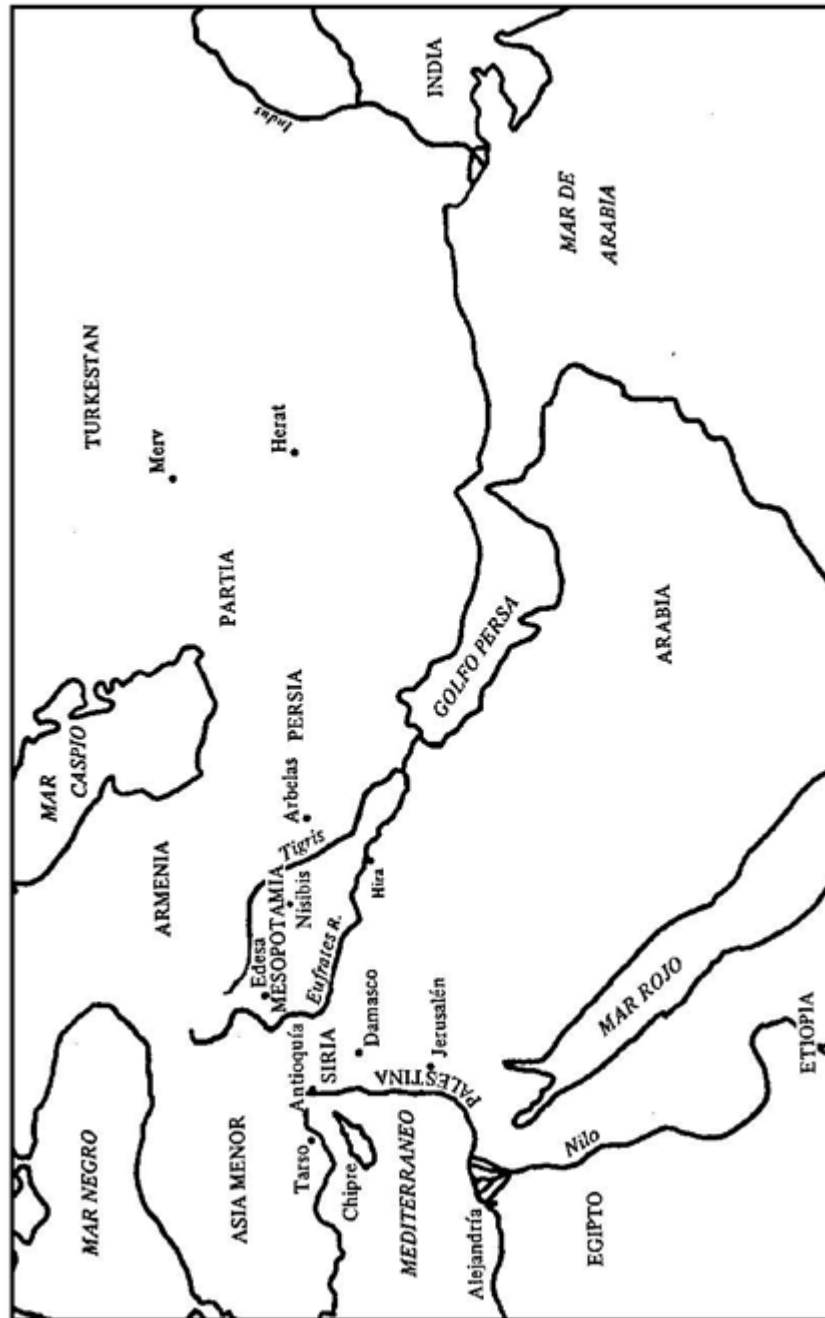 MAR NEGRO
ASIA MENOR
Tarso
Chipre
MEDITERRANEO
Alejandría
EGIPTO
MAR
CASPIO
ARMENIA
Edesa
MESOPOTAMIA
Nisibis
Tigris
Eufrates R.
Antioquía
SIRIA
Damasco
Jerusalén
PALESTINA
Nilo
MAR ROJO
ETIOPIA
Arbelas
PERSIA
Hira
PARTIA
GOLFO PERSA
ARABIA
TURKESTAN
Merv
Herat
Indus
INDIA
MAR DE
ARABIA